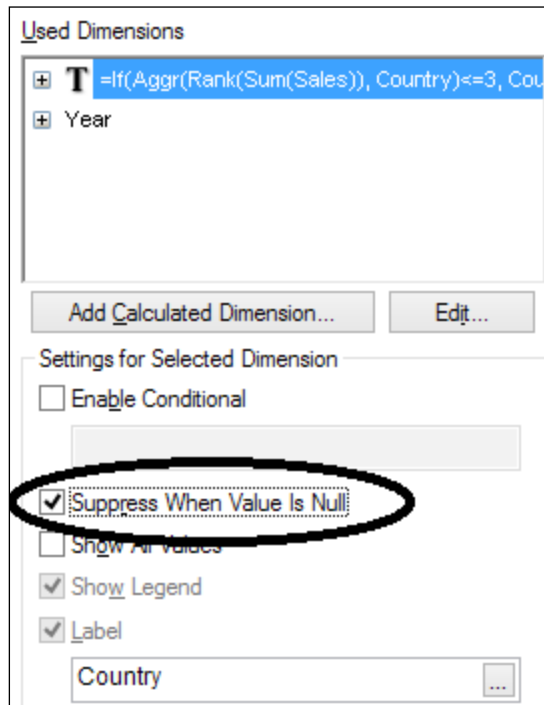 Used Dimensions
T =If(Aggr(Rank(Sum(Sales)), Country)<=3, Cou
Year
Add Calculated Dimension...
Edit...
Settings for Selected Dimension
Enable Conditional
Suppress When Value Is Null
Show All Values
Show Legend
Label
Country
...